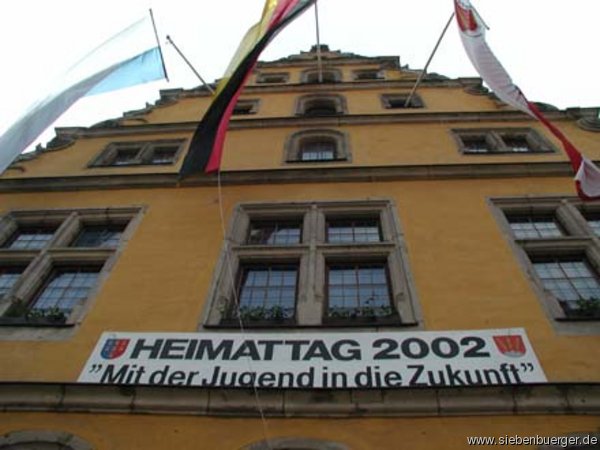 HEIMATTAG 2002
"Mit der Jugend in die Zukunft"
www.siebenbuerger.de